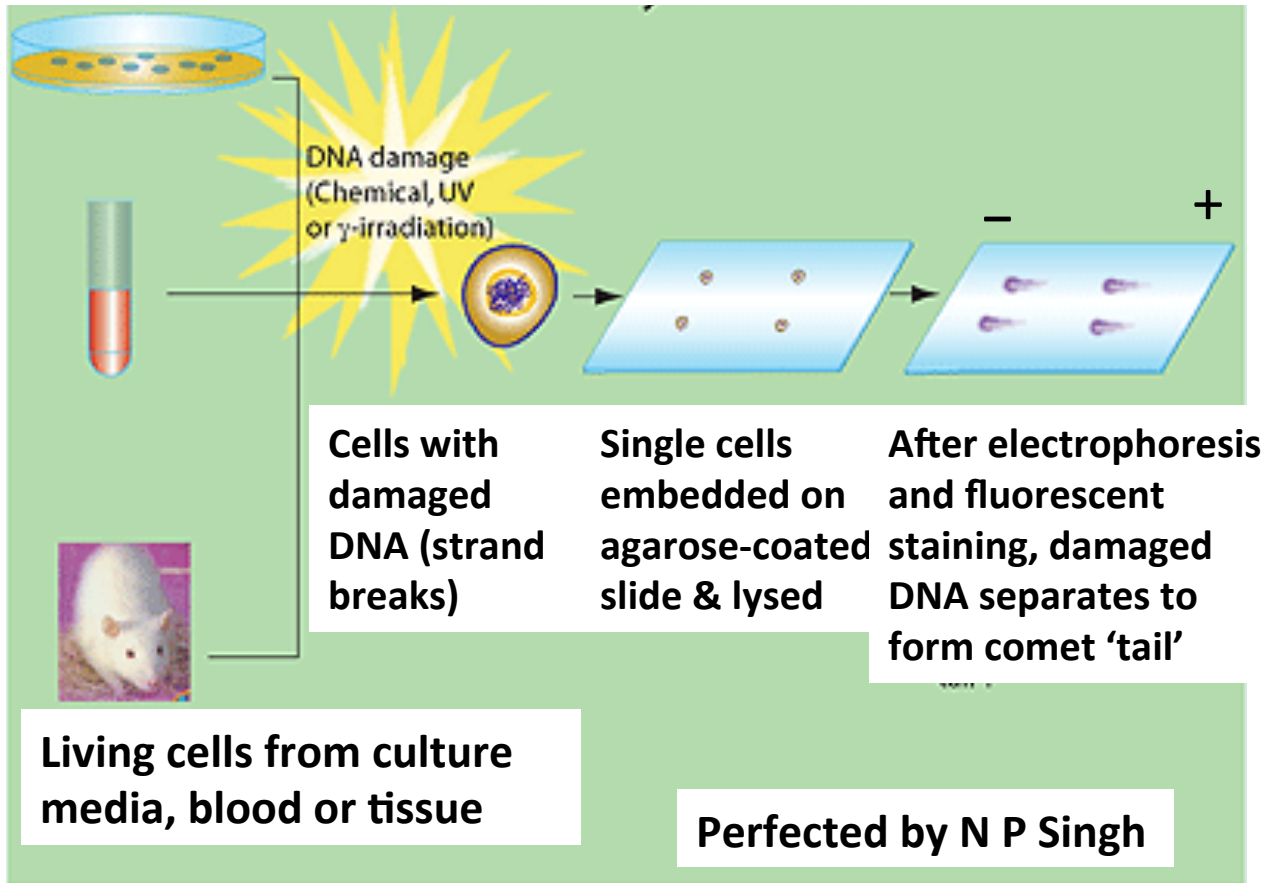 DNA damage
(Chemical, UV
or γ-irradiation)
–
+
Cells with
damaged
DNA (strand
breaks)
Single cells
embedded on
agarose-coated
slide & lysed
After electrophoresis
and fluorescent
staining, damaged
DNA separates to
form comet ‘tail’
Living cells from culture
media, blood or tissue
Perfected by N P Singh